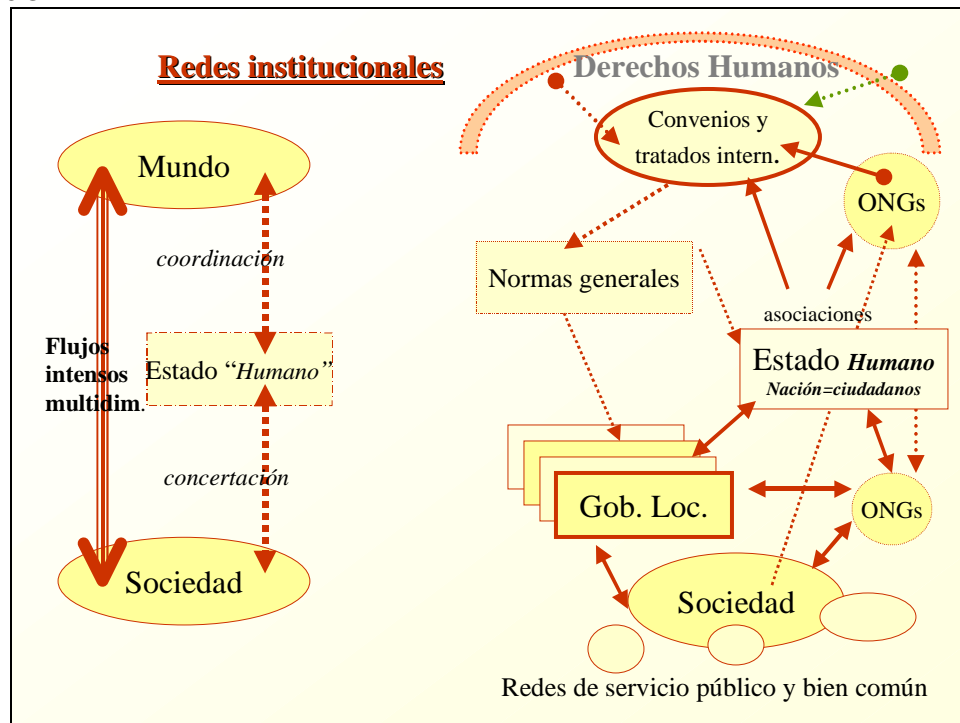 Redes institucionales
Mundo
coordinación
Flujos
intensos
multidim.
Estado “Humano”
concertación
Sociedad
Derechos Humanos
Convenios y
tratados intern.
ONGs
Normas generales
asociaciones
Estado Humano
Nación=ciudadanos
Gob. Loc.
ONGs
Sociedad
Redes de servicio público y bien común